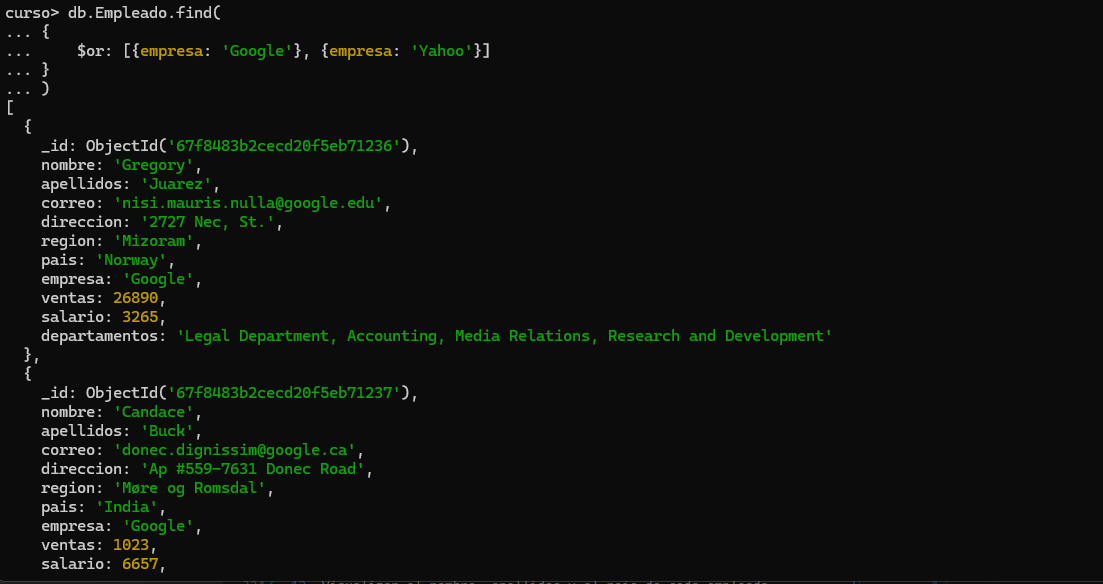 curso> db.Empleado.find(
... {
...     $or: [{empresa: 'Google'}, {empresa: 'Yahoo'}]
... }
... )
[
  {
    _id: ObjectId('67f8483b2cecd20f5eb71236'),
    nombre: 'Gregory',
    apellidos: 'Juarez',
    correo: 'nisi.mauris.nulla@google.edu',
    direccion: '2727 Nec, St.',
    region: 'Mizoram',
    pais: 'Norway',
    empresa: 'Google',
    ventas: 26890,
    salario: 3265,
    departamentos: 'Legal Department, Accounting, Media Relations, Research and Development'
  },
  {
    _id: ObjectId('67f8483b2cecd20f5eb71237'),
    nombre: 'Candace',
    apellidos: 'Buck',
    correo: 'donec.dignissim@google.ca',
    direccion: 'Ap #559-7631 Donec Road',
    region: 'Møre og Romsdal',
    pais: 'India',
    empresa: 'Google',
    ventas: 1023,
    salario: 6657,